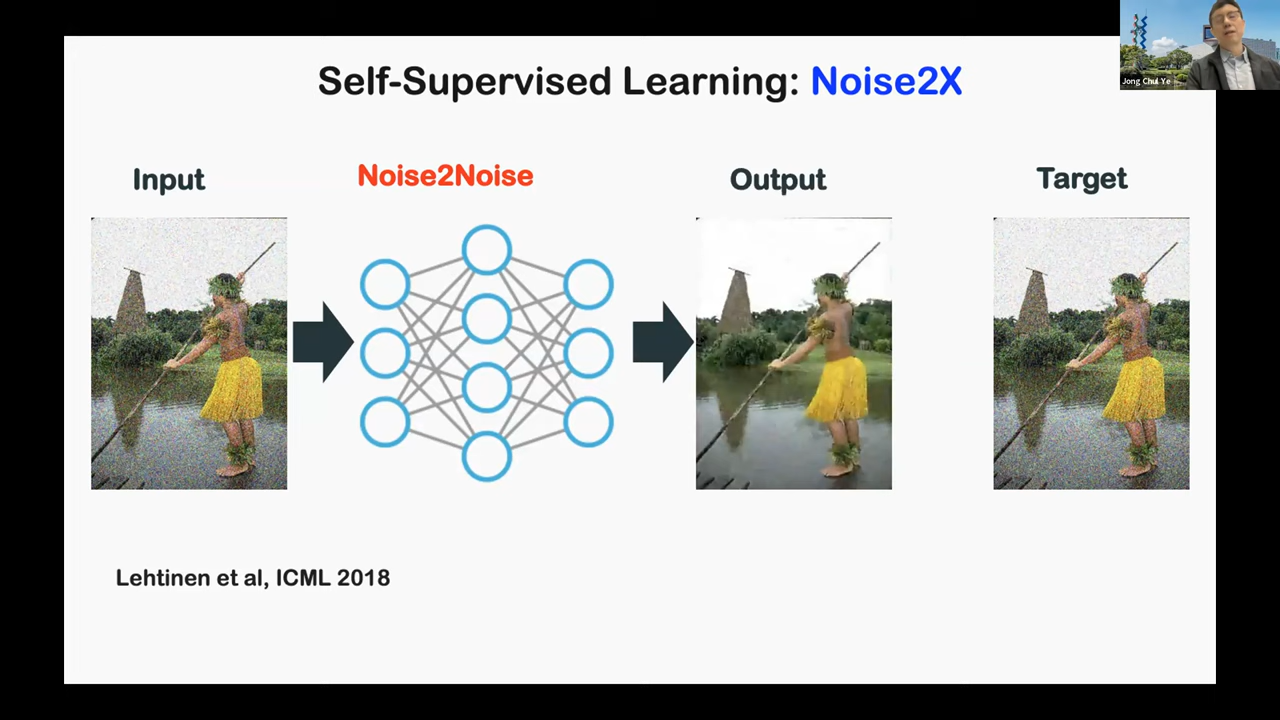 Self-Supervised Learning: Noise2X
Jong Chul Ye
Input
Noise2Noise
Output
Target
Lehtinen et al, ICML 2018